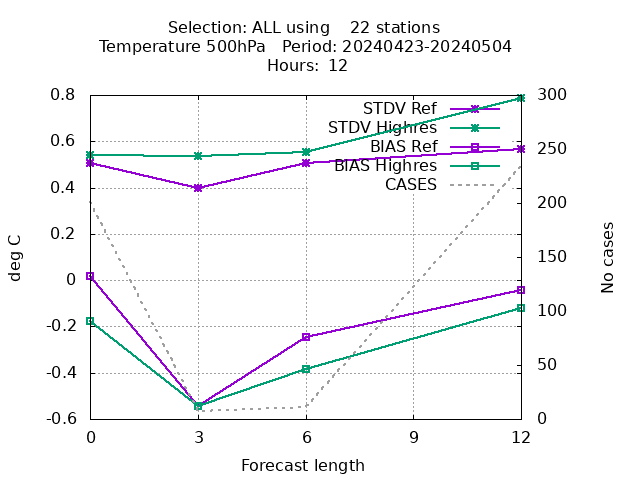 Selection: ALL using    22 stations
Temperature 500hPa   Period: 20240423-20240504
Hours: 12
STDV Ref
STDV Highres
BIAS Ref
BIAS Highres
CASES
deg C
0.8
0.6
0.4
0.2
0
-0.2
-0.4
-0.6
300
250
200
150
100
50
0
No cases
0 3 6 9 12
Forecast length